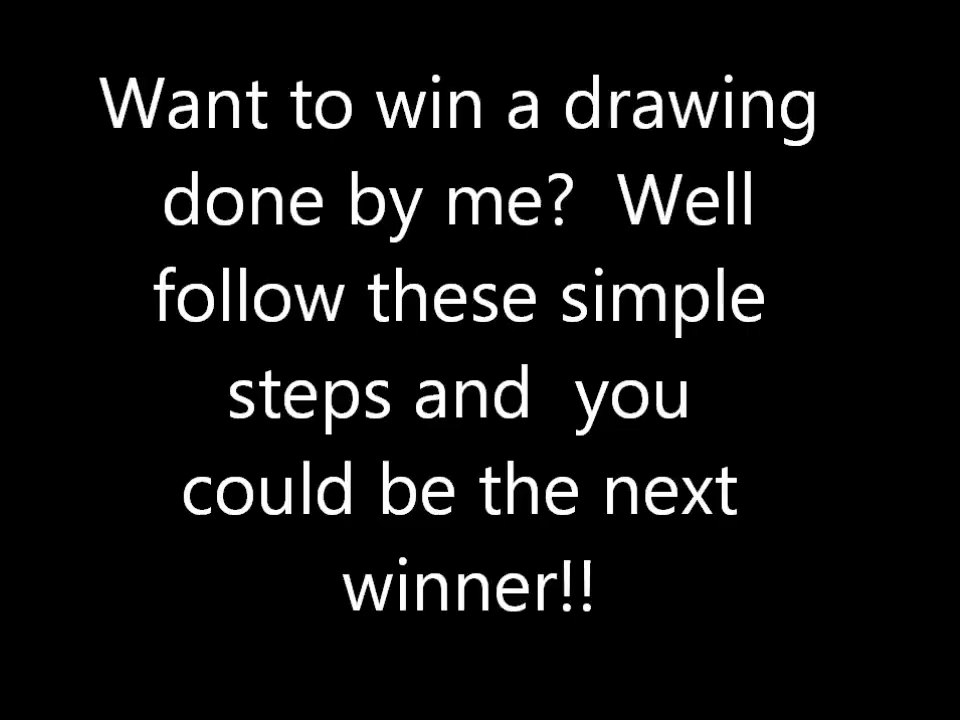 Want to win a drawing
done by me?  Well
follow these simple
steps and  you
could be the next
winner!!